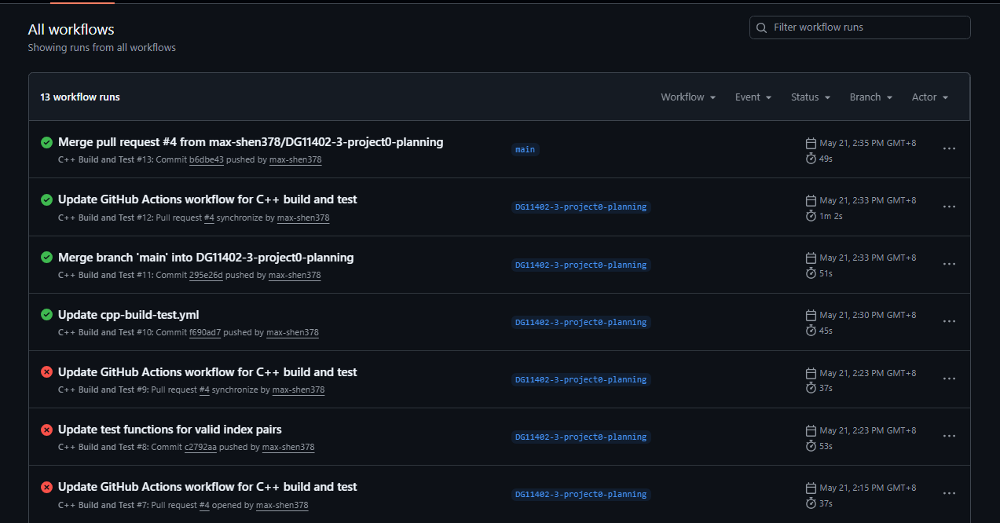 All workflows
Filter workflow runs
Showing runs from all workflows
13 workflow runs
Workflow Event Status Branch Actor
Merge pull request #4 from max-shen378/DG11402-3-project0-planning
C++ Build and Test #13: Commit b6dbe43 pushed by max-shen378
main
May 21, 2:35 PM GMT+8
49s
Update GitHub Actions workflow for C++ build and test
C++ Build and Test #12: Pull request #4 synchronize by max-shen378
DG11402-3-project0-planning
May 21, 2:33 PM GMT+8
1m 2s
Merge branch 'main' into DG11402-3-project0-planning
C++ Build and Test #11: Commit 295e26d pushed by max-shen378
DG11402-3-project0-planning
May 21, 2:33 PM GMT+8
51s
Update cpp-build-test.yml
C++ Build and Test #10: Commit f690ad7 pushed by max-shen378
DG11402-3-project0-planning
May 21, 2:30 PM GMT+8
45s
Update GitHub Actions workflow for C++ build and test
C++ Build and Test #9: Pull request #4 synchronize by max-shen378
DG11402-3-project0-planning
May 21, 2:23 PM GMT+8
37s
Update test functions for valid index pairs
C++ Build and Test #8: Commit c2792aa pushed by max-shen378
DG11402-3-project0-planning
May 21, 2:23 PM GMT+8
53s
Update GitHub Actions workflow for C++ build and test
C++ Build and Test #7: Pull request #4 opened by max-shen378
DG11402-3-project0-planning
May 21, 2:15 PM GMT+8
37s